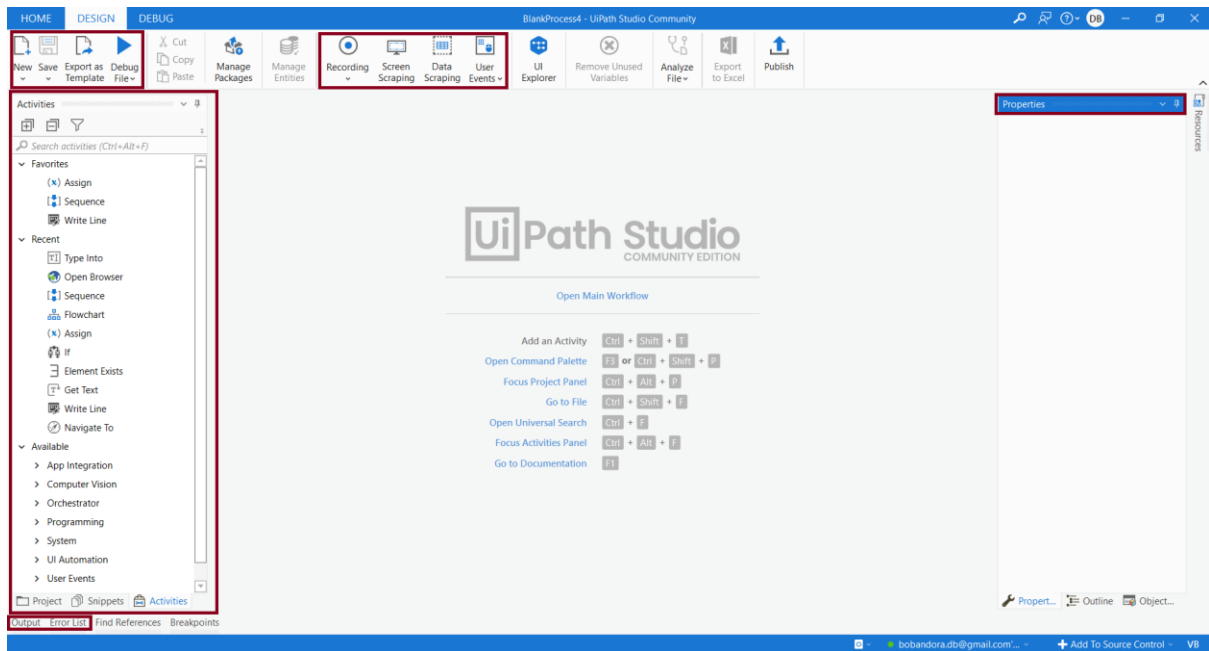 HOME DESIGN DEBUG BlankProcess4 - UiPath Studio Community DB
New Save Export as Template Debug File
Cut
Copy
Paste
Manage Packages
Manage Entities
Recording Screen Scraping Data Scraping User Events
UI Explorer
Remove Unused Variables
Analyze File
Export to Excel
Publish
Activities
Search activities (Ctrl+Alt+F)
Favorites
(x) Assign
Sequence
Write Line
Recent
Type Into
Open Browser
Sequence
Flowchart
(x) Assign
If
Element Exists
Get Text
Write Line
Navigate To
Available
App Integration
Computer Vision
Orchestrator
Programming
System
UI Automation
User Events
Project Snippets Activities
Output Error List Find References Breakpoints
UiPath Studio
COMMUNITY EDITION
Open Main Workflow
Add an Activity Ctrl + Shift + T
Open Command Palette F3 or Ctrl + Shift + P
Focus Project Panel Ctrl + Alt + P
Go to File Ctrl + Shift + F
Open Universal Search Ctrl + F
Focus Activities Panel Ctrl + Alt + F
Go to Documentation F1
Properties
Resources
Propert... Outline Object...
bobandora.db@gmail.com'... Add To Source Control VB